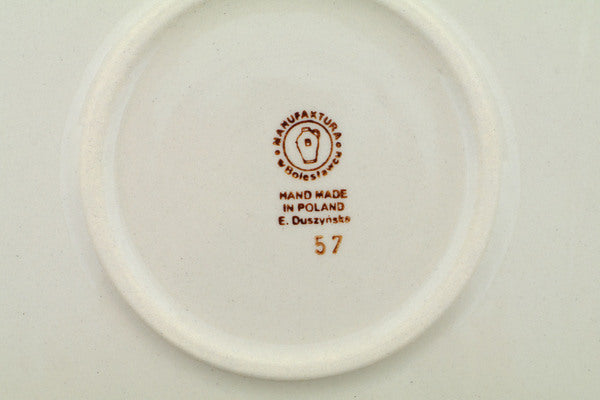 MANUFAKTURA
w Bolesławcu
HAND MADE
IN POLAND
E. Duszyńska
57